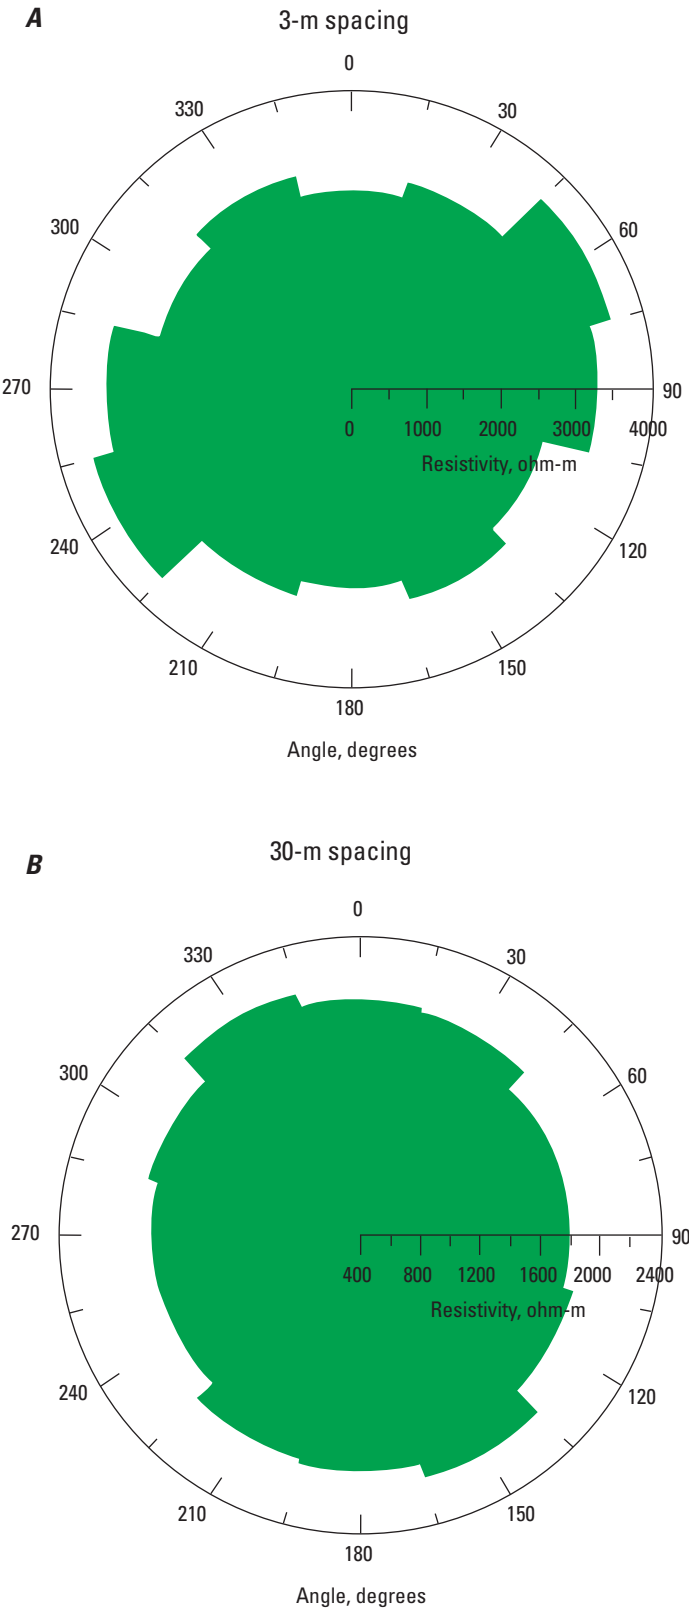 A
3-m spacing
0
330
30
300
60
270
90
0 1000 2000 3000 4000
Resistivity, ohm-m
240
120
210
150
180
Angle, degrees
30-m spacing
B
0
330
30
300
60
270
90
400 800 1200 1600 2000 2400
Resistivity, ohm-m
240
120
210
150
180
Angle, degrees